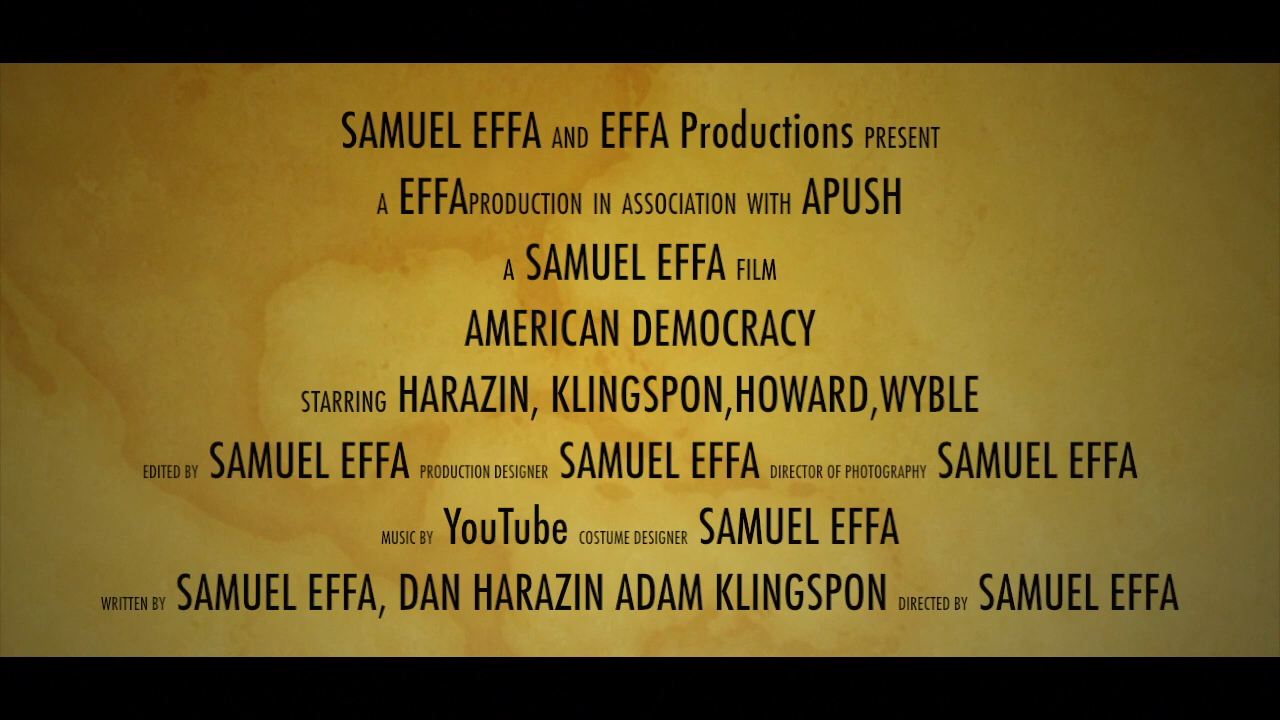 SAMUEL EFFA AND EFFA Productions PRESENT
A EFFAPRODUCTION IN ASSOCIATION WITH APUSH
A SAMUEL EFFA FILM
AMERICAN DEMOCRACY
STARRING HARAZIN, KLINGSPON,HOWARD,WYBLE
EDITED BY SAMUEL EFFA PRODUCTION DESIGNER SAMUEL EFFA DIRECTOR OF PHOTOGRAPHY SAMUEL EFFA
MUSIC BY YouTube COSTUME DESIGNER SAMUEL EFFA
WRITTEN BY SAMUEL EFFA, DAN HARAZIN ADAM KLINGSPON DIRECTED BY SAMUEL EFFA